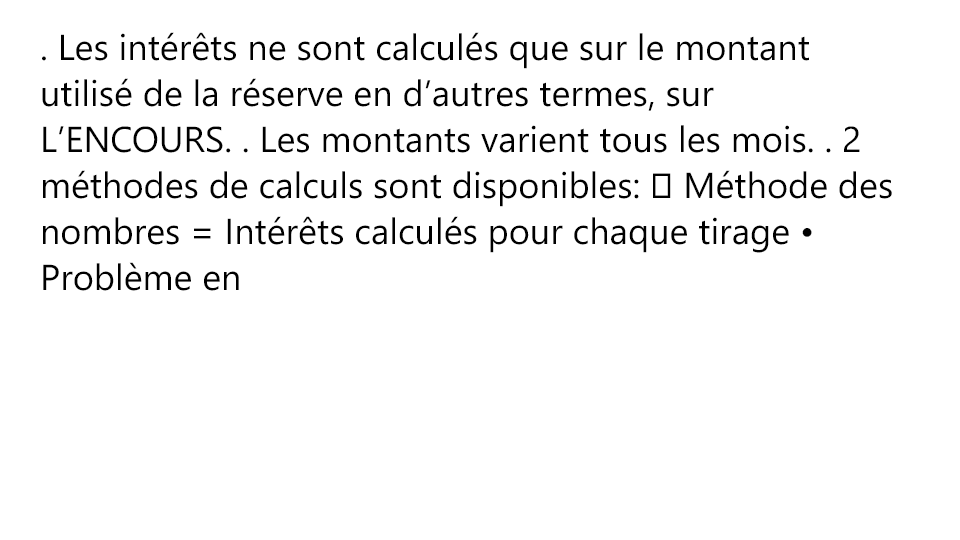 . Les intérêts ne sont calculés que sur le montant
utilisé de la réserve en d’autres termes, sur
L’ENCOURS. . Les montants varient tous les mois. . 2
méthodes de calculs sont disponibles: □ Méthode des
nombres = Intérêts calculés pour chaque tirage •
Problème en